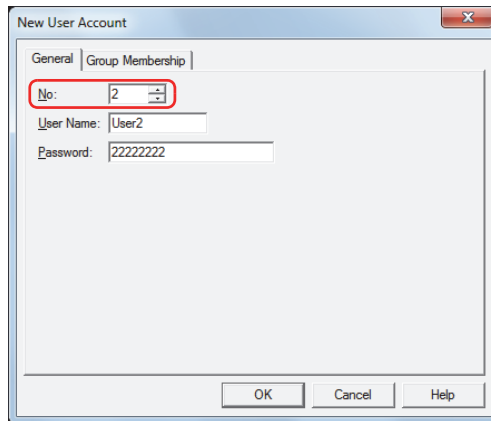 New User Account
General Group Membership
No: 2
User Name: User2
Password: 22222222
OK Cancel Help